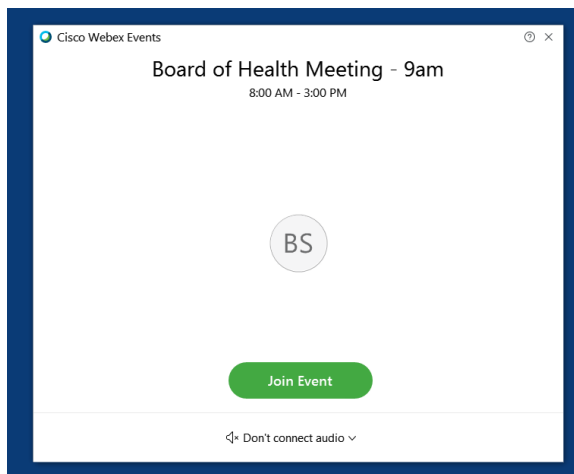 Cisco Webex Events
Board of Health Meeting - 9am
8:00 AM - 3:00 PM
BS
Join Event
Don't connect audio